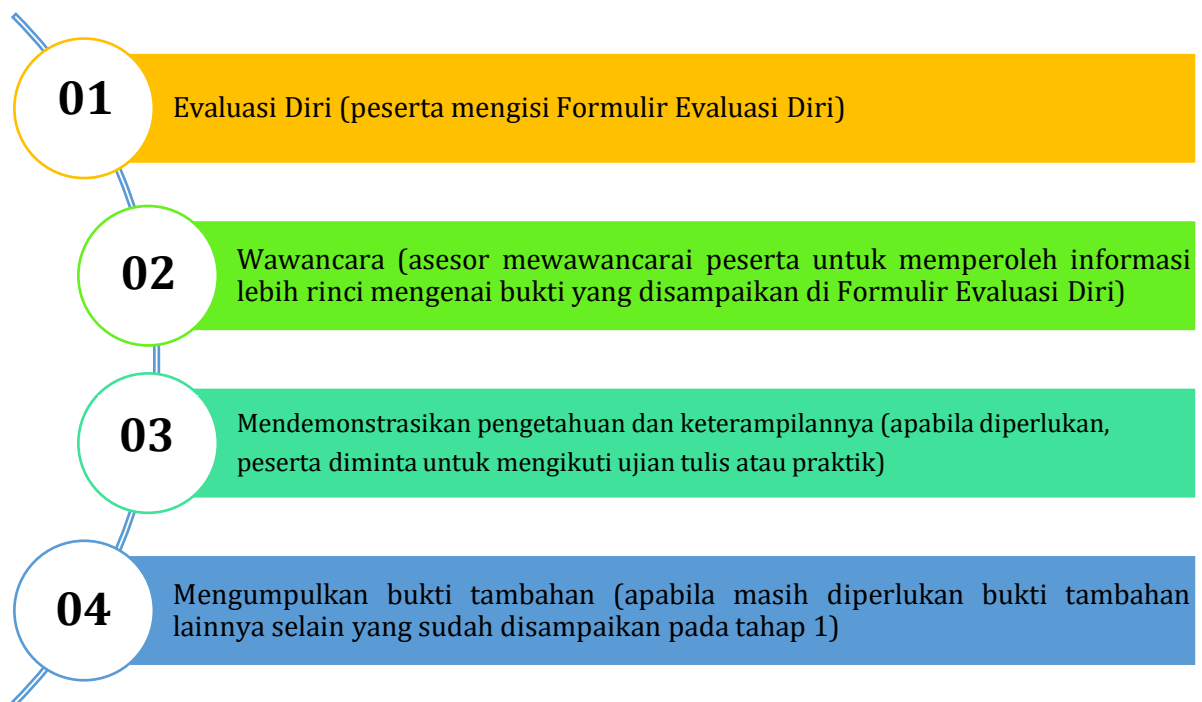 01
Evaluasi Diri (peserta mengisi Formulir Evaluasi Diri)
02
Wawancara (asesor mewawancarai peserta untuk memperoleh informasi
lebih rinci mengenai bukti yang disampaikan di Formulir Evaluasi Diri)
03
Mendemonstrasikan pengetahuan dan keterampilannya (apabila diperlukan,
peserta diminta untuk mengikuti ujian tulis atau praktik)
04
Mengumpulkan bukti tambahan (apabila masih diperlukan bukti tambahan
lainnya selain yang sudah disampaikan pada tahap 1)